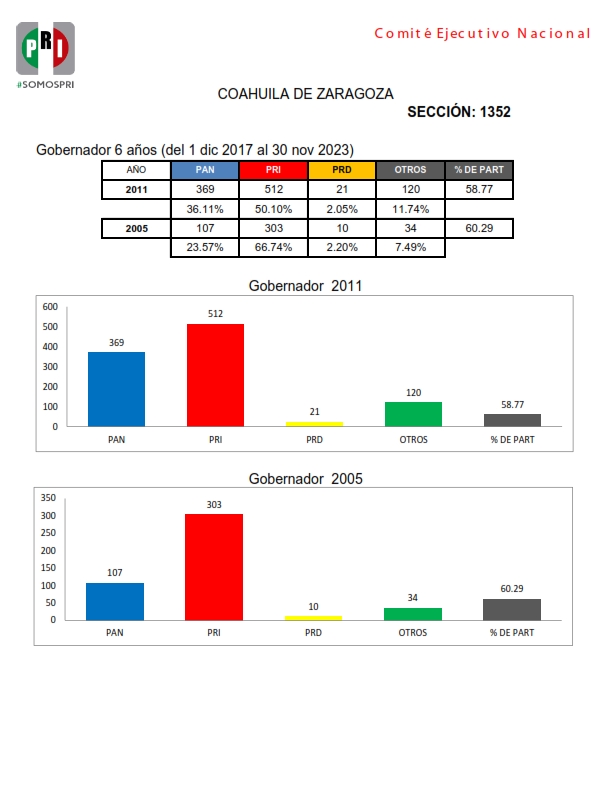 Comité Ejecutivo Nacional
PRI
#SOMOSPRI
COAHUILA DE ZARAGOZA
SECCIÓN: 1352
Gobernador 6 años (del 1 dic 2017 al 30 nov 2023)
AÑO PAN PRI PRD OTROS % DE PART
2011 369 512 21 120 58.77
36.11% 50.10% 2.05% 11.74%
2005 107 303 10 34 60.29
23.57% 66.74% 2.20% 7.49%
Gobernador 2011
600
500
400
300
200
100
0
369
512
21
120
58.77
PAN PRI PRD OTROS % DE PART
Gobernador 2005
350
300
250
200
150
100
50
0
107
303
10
34
60.29
PAN PRI PRD OTROS % DE PART